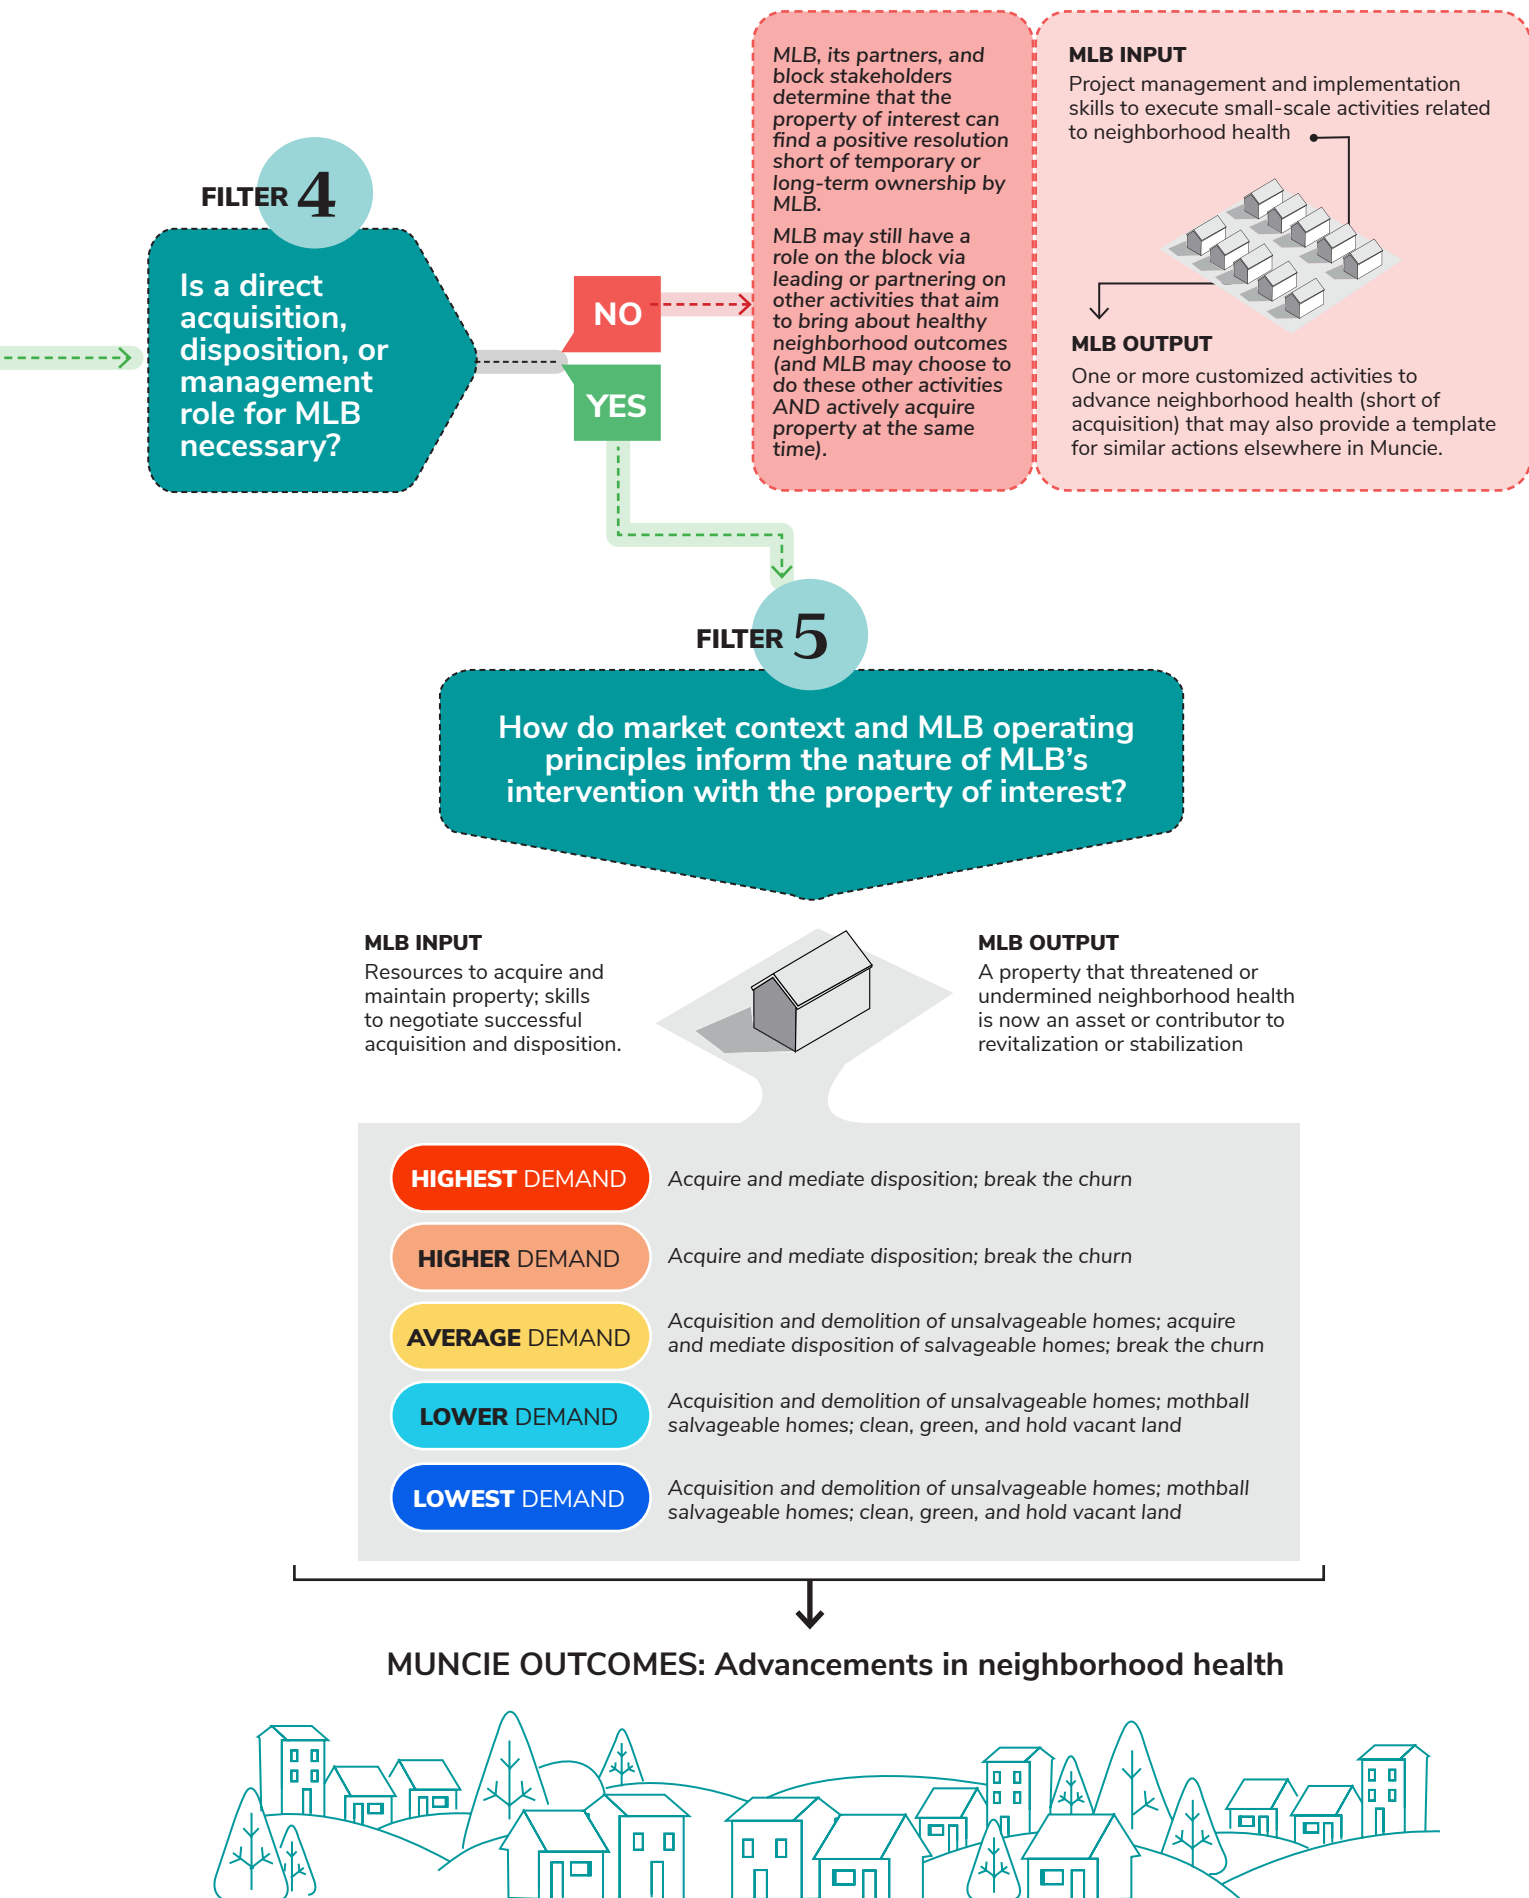 FILTER 4
Is a direct
acquisition,
disposition, or
management
role for MLB
necessary?
NO
YES
MLB, its partners, and
block stakeholders
determine that the
property of interest can
find a positive resolution
short of temporary or
long-term ownership by
MLB.
MLB may still have a
role on the block via
leading or partnering on
other activities that aim
to bring about healthy
neighborhood outcomes
(and MLB may choose to
do these other activities
AND actively acquire
property at the same
time).
MLB INPUT
Project management and implementation
skills to execute small-scale activities related
to neighborhood health
MLB OUTPUT
One or more customized activities to
advance neighborhood health (short of
acquisition) that may also provide a template
for similar actions elsewhere in Muncie.
FILTER 5
How do market context and MLB operating
principles inform the nature of MLB’s
intervention with the property of interest?
MLB INPUT
Resources to acquire and
maintain property; skills
to negotiate successful
acquisition and disposition.
MLB OUTPUT
A property that threatened or
undermined neighborhood health
is now an asset or contributor to
revitalization or stabilization
HIGHEST DEMAND
Acquire and mediate disposition; break the churn
HIGHER DEMAND
Acquire and mediate disposition; break the churn
AVERAGE DEMAND
Acquisition and demolition of unsalvageable homes; acquire
and mediate disposition of salvageable homes; break the churn
LOWER DEMAND
Acquisition and demolition of unsalvageable homes; mothball
salvageable homes; clean, green, and hold vacant land
LOWEST DEMAND
Acquisition and demolition of unsalvageable homes; mothball
salvageable homes; clean, green, and hold vacant land
MUNCIE OUTCOMES: Advancements in neighborhood health